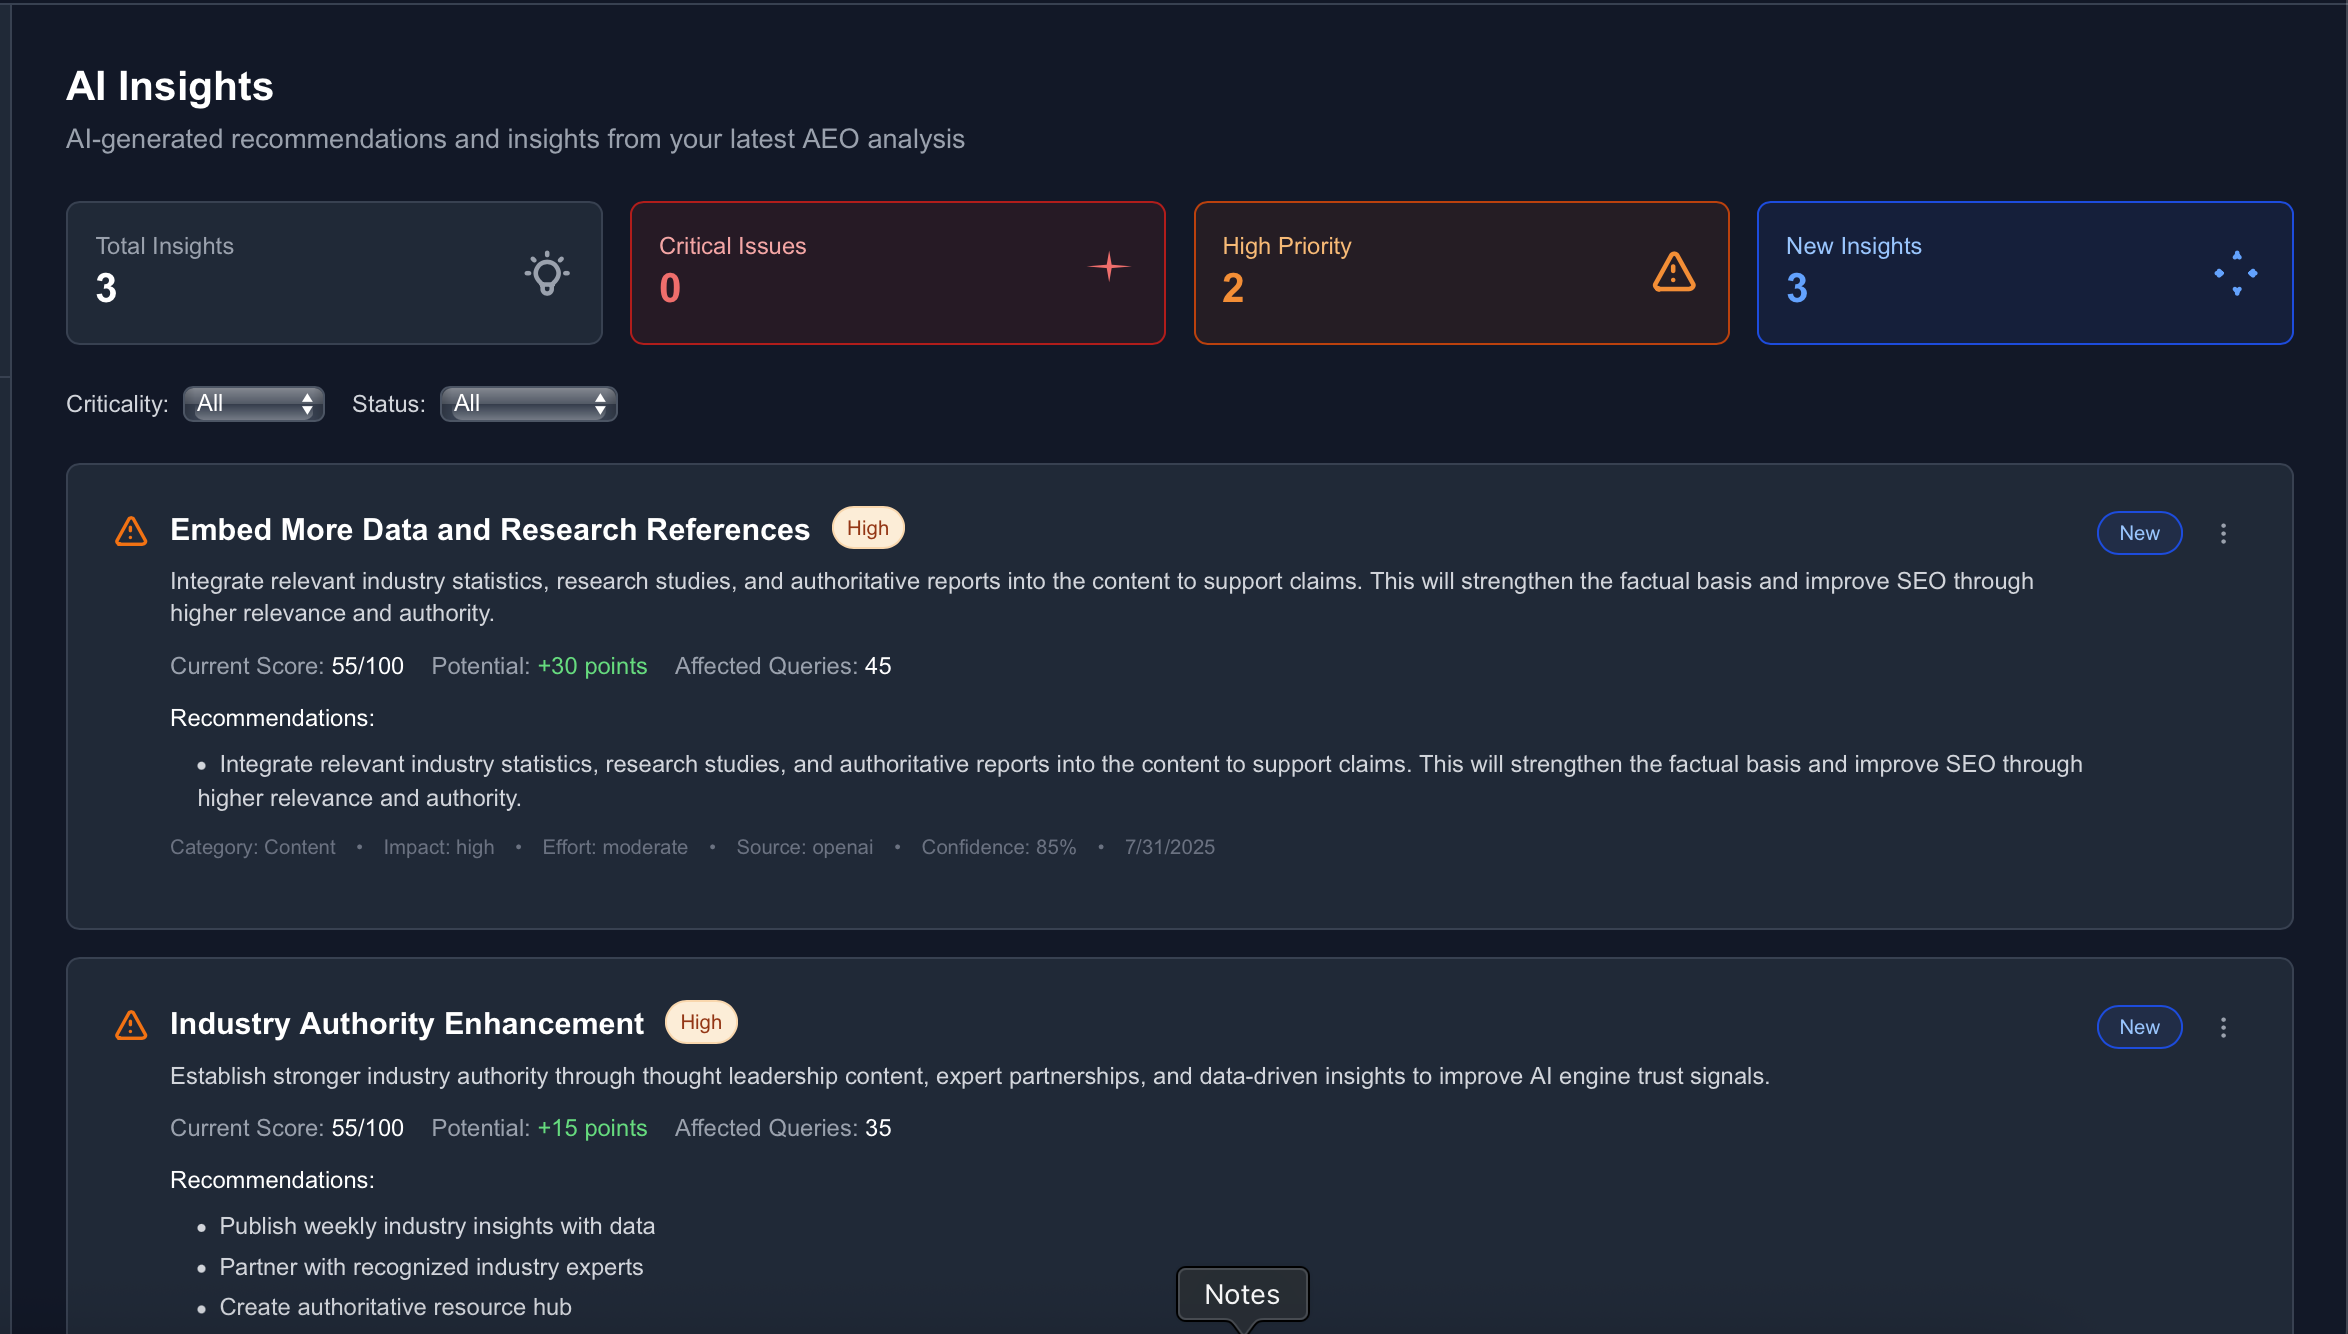 AI Insights
AI-generated recommendations and insights from your latest AEO analysis
Total Insights
3
Critical Issues
0
High Priority
2
New Insights
3
Criticality: All Status: All
Embed More Data and Research References High New
Integrate relevant industry statistics, research studies, and authoritative reports into the content to support claims. This will strengthen the factual basis and improve SEO through
higher relevance and authority.
Current Score: 55/100 Potential: +30 points Affected Queries: 45
Recommendations:
• Integrate relevant industry statistics, research studies, and authoritative reports into the content to support claims. This will strengthen the factual basis and improve SEO through
higher relevance and authority.
Category: Content • Impact: high • Effort: moderate • Source: openai • Confidence: 85% • 7/31/2025
Industry Authority Enhancement High New
Establish stronger industry authority through thought leadership content, expert partnerships, and data-driven insights to improve AI engine trust signals.
Current Score: 55/100 Potential: +15 points Affected Queries: 35
Recommendations:
• Publish weekly industry insights with data
• Partner with recognized industry experts
• Create authoritative resource hub
Notes